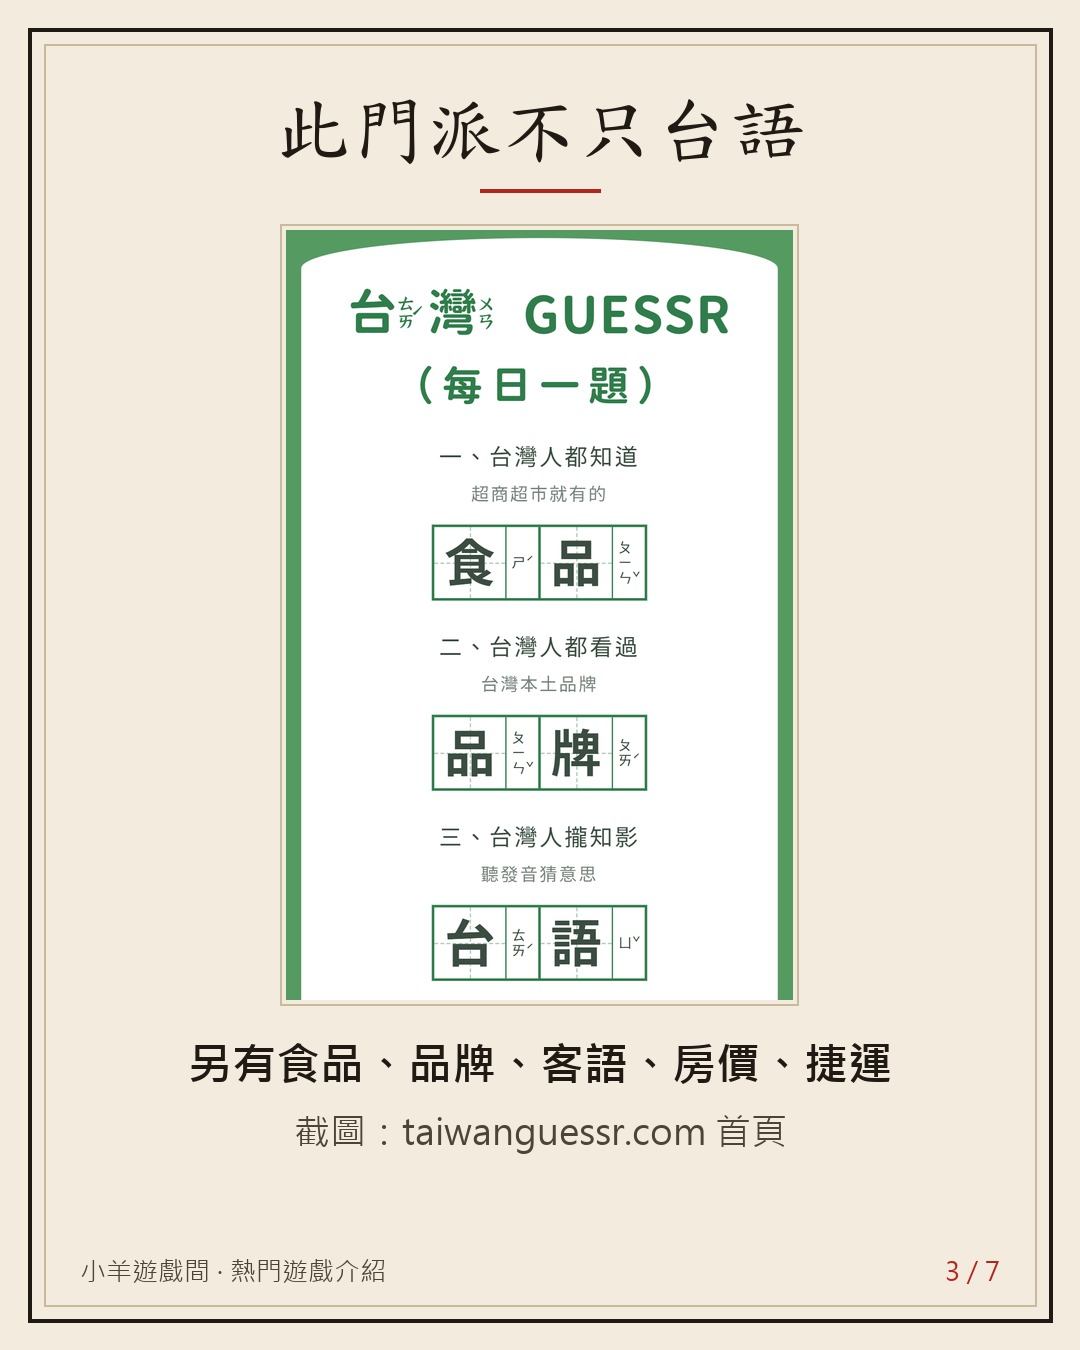 此門派不只台語
台ㄊㄞˊ灣ㄨㄢ GUESSR
（每日一題）
一、台灣人都知道
超商超市就有的
食ㄕˊ品ㄆㄧㄣˇ
二、台灣人都看過
台灣本土品牌
品ㄆㄧㄣˇ牌ㄆㄞˊ
三、台灣人攏知影
聽發音猜意思
台ㄊㄞˊ語ㄩˇ
另有食品、品牌、客語、房價、捷運
截圖：taiwanguessr.com 首頁
小羊遊戲間 · 熱門遊戲介紹
3 / 7